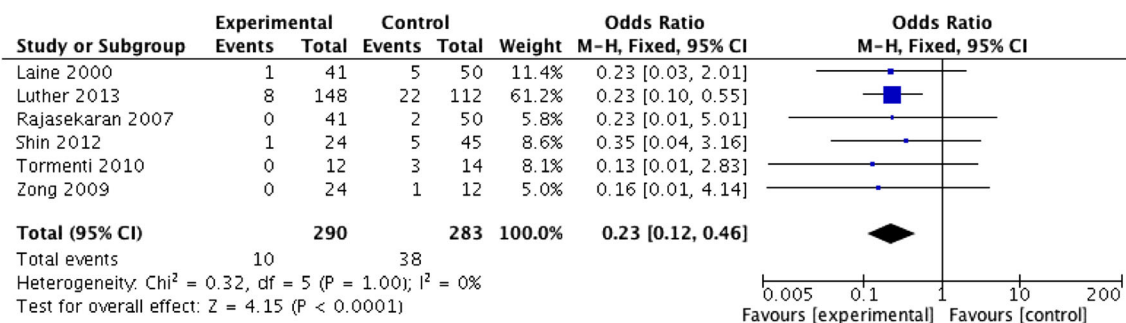 Experimental Control Odds Ratio Odds Ratio
Study or Subgroup Events Total Events Total Weight M-H, Fixed, 95% CI M-H, Fixed, 95% CI
Laine 2000 1 41 5 50 11.4% 0.23 [0.03, 2.01]
Luther 2013 8 148 22 112 61.2% 0.23 [0.10, 0.55]
Rajasekaran 2007 0 41 2 50 5.8% 0.23 [0.01, 5.01]
Shin 2012 1 24 5 45 8.6% 0.35 [0.04, 3.16]
Tormenti 2010 0 12 3 14 8.1% 0.13 [0.01, 2.83]
Zong 2009 0 24 1 12 5.0% 0.16 [0.01, 4.14]
Total (95% CI) 290 283 100.0% 0.23 [0.12, 0.46]
Total events 10 38
Heterogeneity: Chi² = 0.32, df = 5 (P = 1.00); I² = 0%
Test for overall effect: Z = 4.15 (P < 0.0001)
0.005 0.1 1 10 200
Favours [experimental] Favours [control]